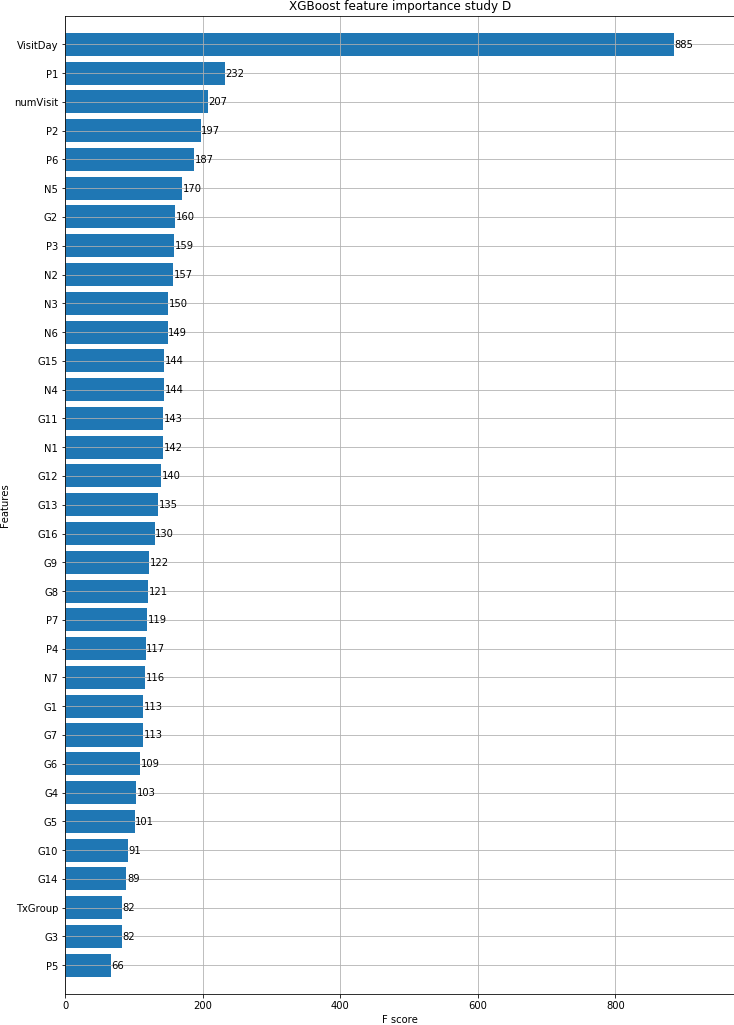 XGBoost feature importance study D
VisitDay 885
P1 232
numVisit 207
P2 197
P6 187
N5 170
G2 160
P3 159
N2 157
N3 150
N6 149
G15 144
N4 144
G11 143
N1 142
G12 140
G13 135
G16 130
G9 122
G8 121
P7 119
P4 117
N7 116
G1 113
G7 113
G6 109
G4 103
G5 101
G10 91
G14 89
TxGroup 82
G3 82
P5 66
Features
0 200 400 600 800
F score